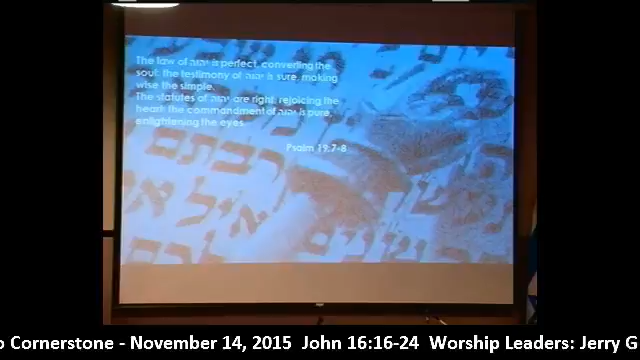 The law of יהוה is perfect, converting the
soul: the testimony of יהוה is sure, making
wise the simple.
The statutes of יהוה are right, rejoicing the
heart: the commandment of יהוה is pure,
enlightening the eyes.
Psalm 19.7-8
רבתם
איל
o Cornerstone - November 14, 2015 John 16:16-24 Worship Leaders: Jerry G